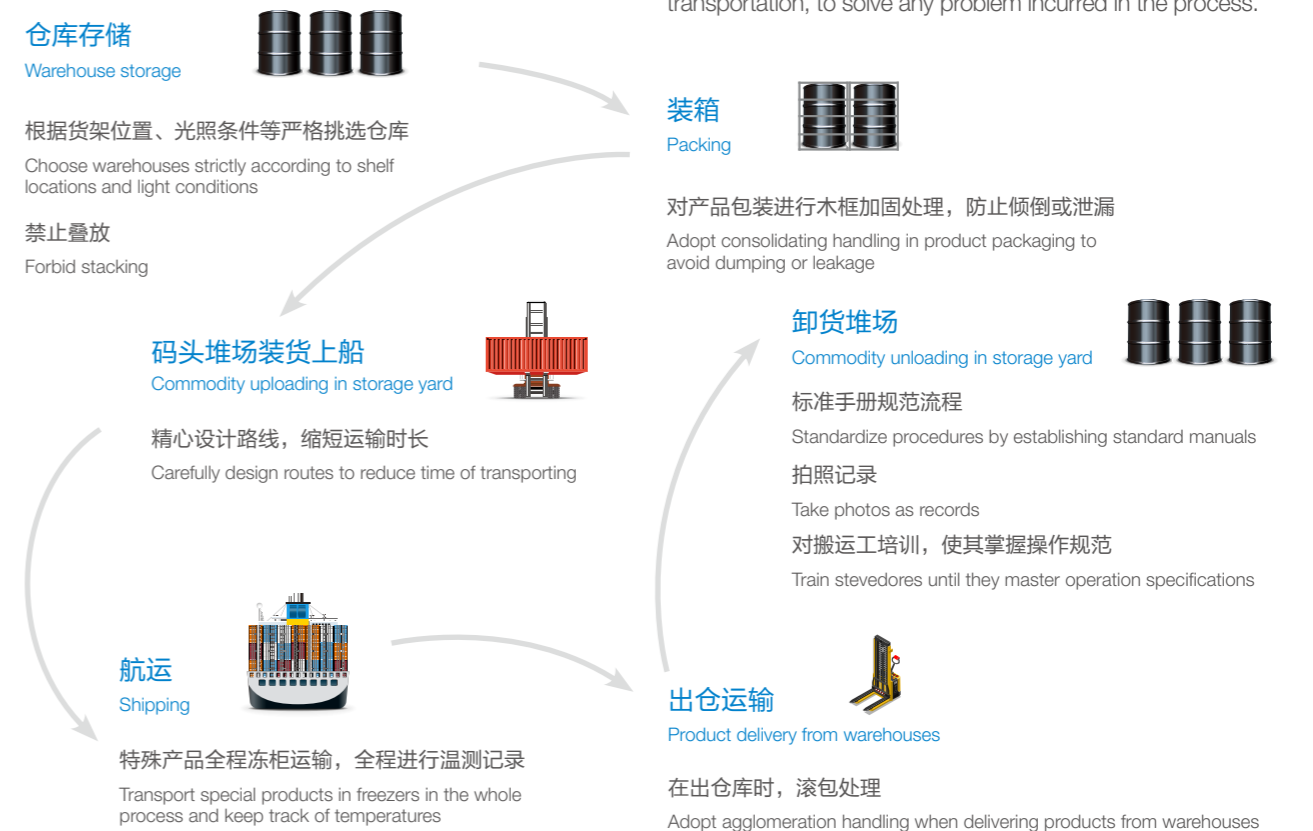 transportation, to solve any problem incurred in the process.
仓库存储
Warehouse storage
根据货架位置、光照条件等严格挑选仓库
Choose warehouses strictly according to shelf
locations and light conditions
禁止叠放
Forbid stacking
装箱
Packing
对产品包装进行木框加固处理，防止倾倒或泄漏
Adopt consolidating handling in product packaging to
avoid dumping or leakage
码头堆场装货上船
Commodity uploading in storage yard
精心设计路线，缩短运输时长
Carefully design routes to reduce time of transporting
航运
Shipping
特殊产品全程冻柜运输，全程进行温测记录
Transport special products in freezers in the whole
process and keep track of temperatures
出仓运输
Product delivery from warehouses
在出仓库时，滚包处理
Adopt agglomeration handling when delivering products from warehouses
卸货堆场
Commodity unloading in storage yard
标准手册规范流程
Standardize procedures by establishing standard manuals
拍照记录
Take photos as records
对搬运工培训，使其掌握操作规范
Train stevedores until they master operation specifications